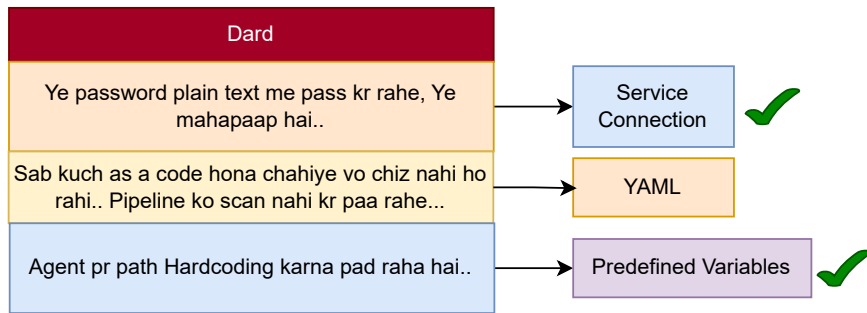 Dard
Ye password plain text me pass kr rahe, Ye
mahapaap hai..
Service
Connection
Sab kuch as a code hona chahiye vo chiz nahi ho
rahi.. Pipeline ko scan nahi kr paa rahe...
YAML
Agent pr path Hardcoding karna pad raha hai..
Predefined Variables